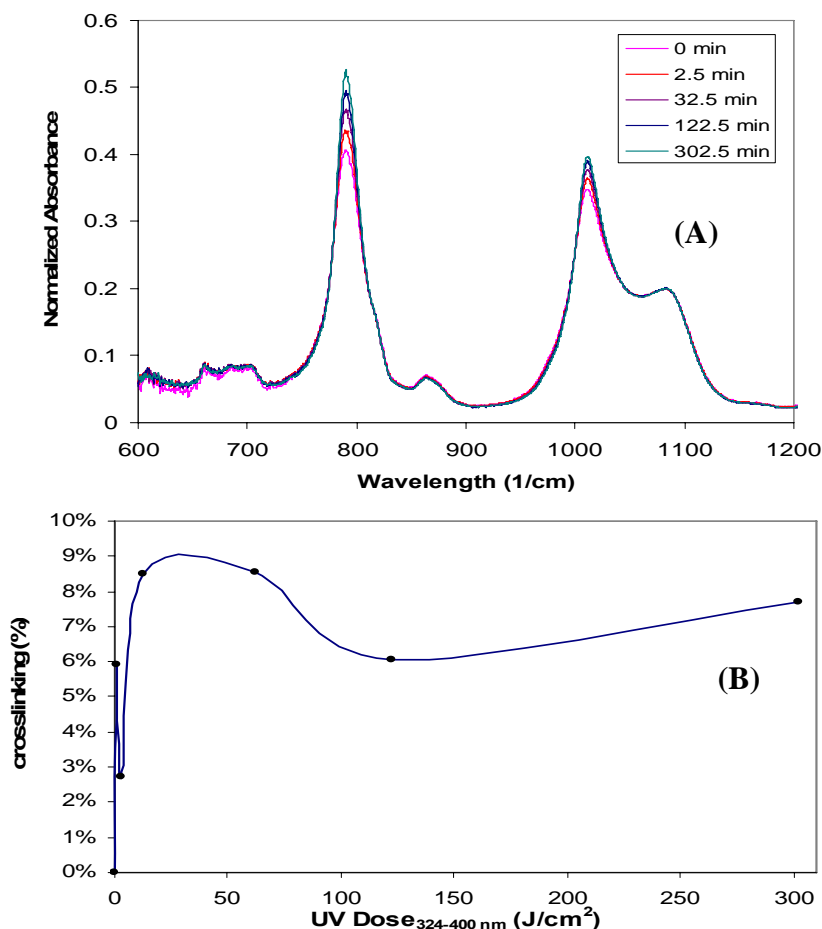 0.6
0.5
0.4
0.3
0.2
0.1
0
Normalized Absorbance
0 min
2.5 min
32.5 min
122.5 min
302.5 min
(A)
600 700 800 900 1000 1100 1200
Wavelength (1/cm)
10%
9%
8%
7%
6%
5%
4%
3%
2%
1%
0%
crosslinking (%)
(B)
0 50 100 150 200 250 300
UV Dose324-400 nm (J/cm2)